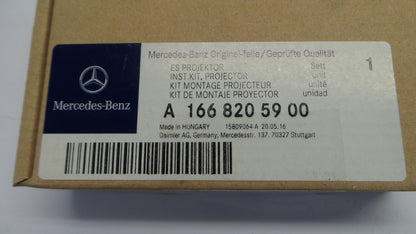 Mercedes-Benz Original-Teile/Geprüfte Qualität
ES PROJEKTOR Satz 1
INST.KIT, PROJECTOR unit
KIT MONTAGE PROJECTEUR unité
KIT DE MONTAJE PROYECTOR unidad
Mercedes-Benz
A 166 820 59 00
Made in HUNGARY 15809064 A 20.05.16
Daimler AG, Germany, Mercedesstr. 137, 70327 Stuttgart